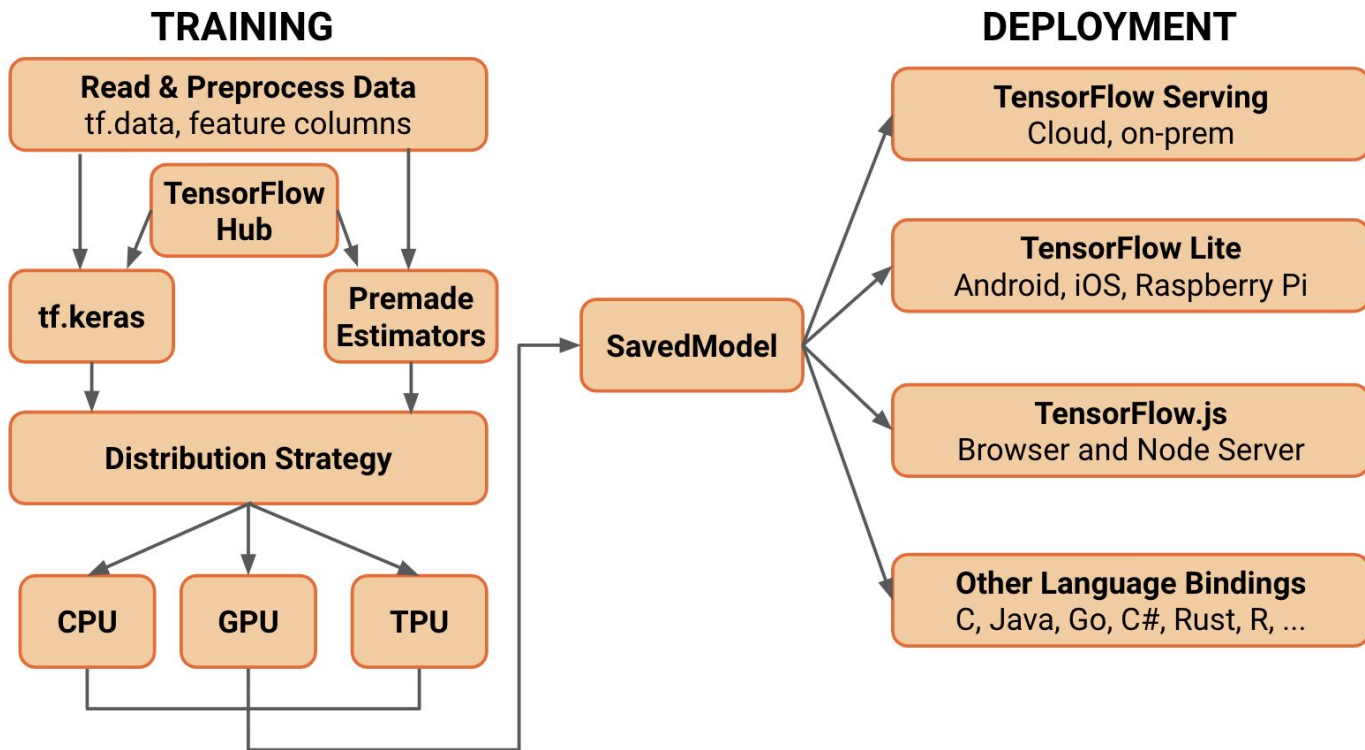 TRAINING
Read & Preprocess Data
tf.data, feature columns
TensorFlow
Hub
tf.keras
Premade
Estimators
Distribution Strategy
CPU
GPU
TPU
SavedModel
DEPLOYMENT
TensorFlow Serving
Cloud, on-prem
TensorFlow Lite
Android, iOS, Raspberry Pi
TensorFlow.js
Browser and Node Server
Other Language Bindings
C, Java, Go, C#, Rust, R, ...